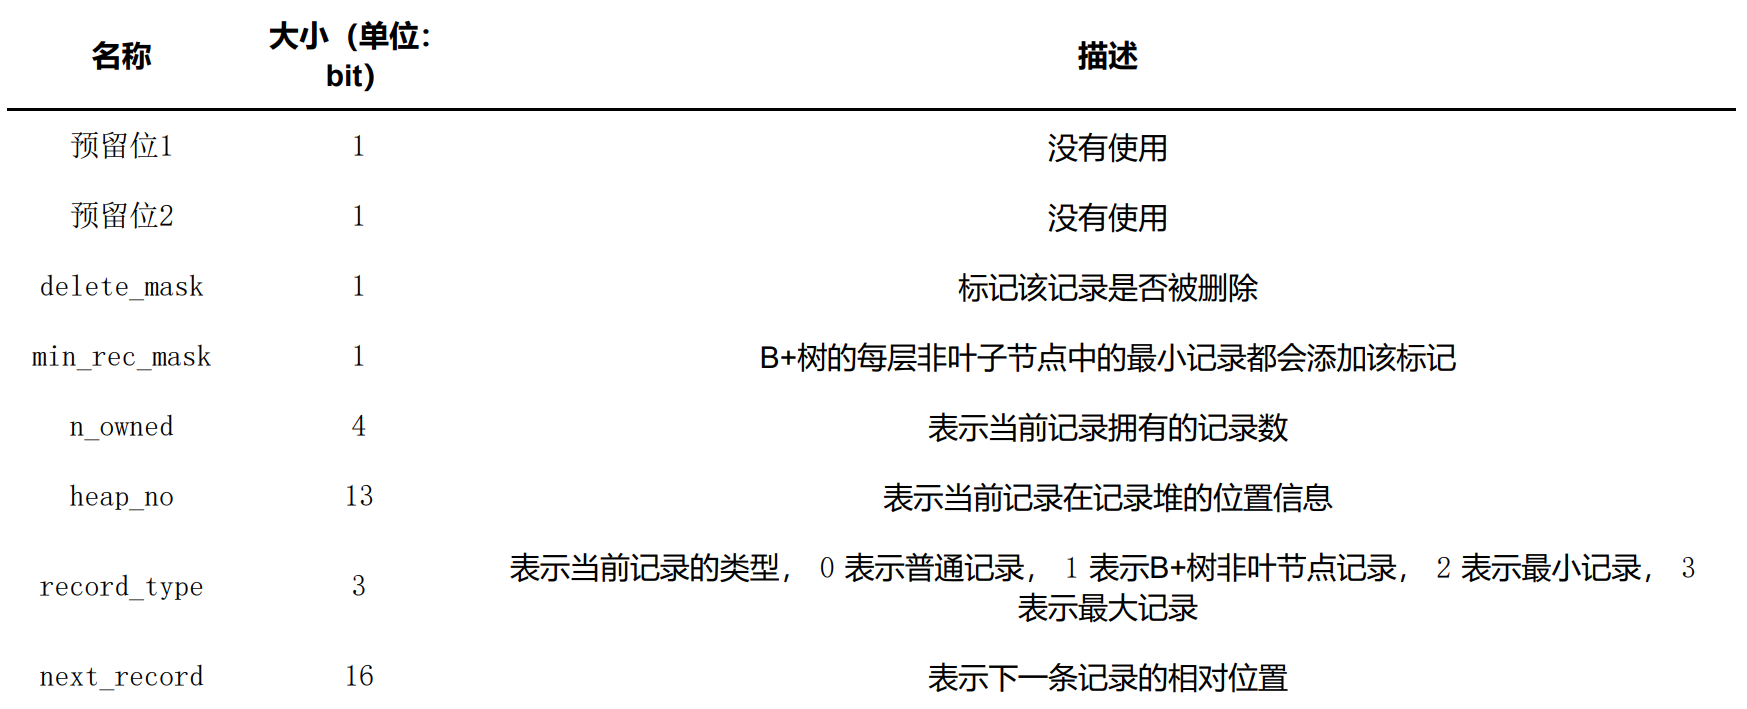 名称 大小（单位：bit） 描述
预留位1 1 没有使用
预留位2 1 没有使用
delete_mask 1 标记该记录是否被删除
min_rec_mask 1 B+树的每层非叶子节点中的最小记录都会添加该标记
n_owned 4 表示当前记录拥有的记录数
heap_no 13 表示当前记录在记录堆的位置信息
record_type 3 表示当前记录的类型， 0 表示普通记录， 1 表示B+树非叶节点记录， 2 表示最小记录， 3
表示最大记录
next_record 16 表示下一条记录的相对位置